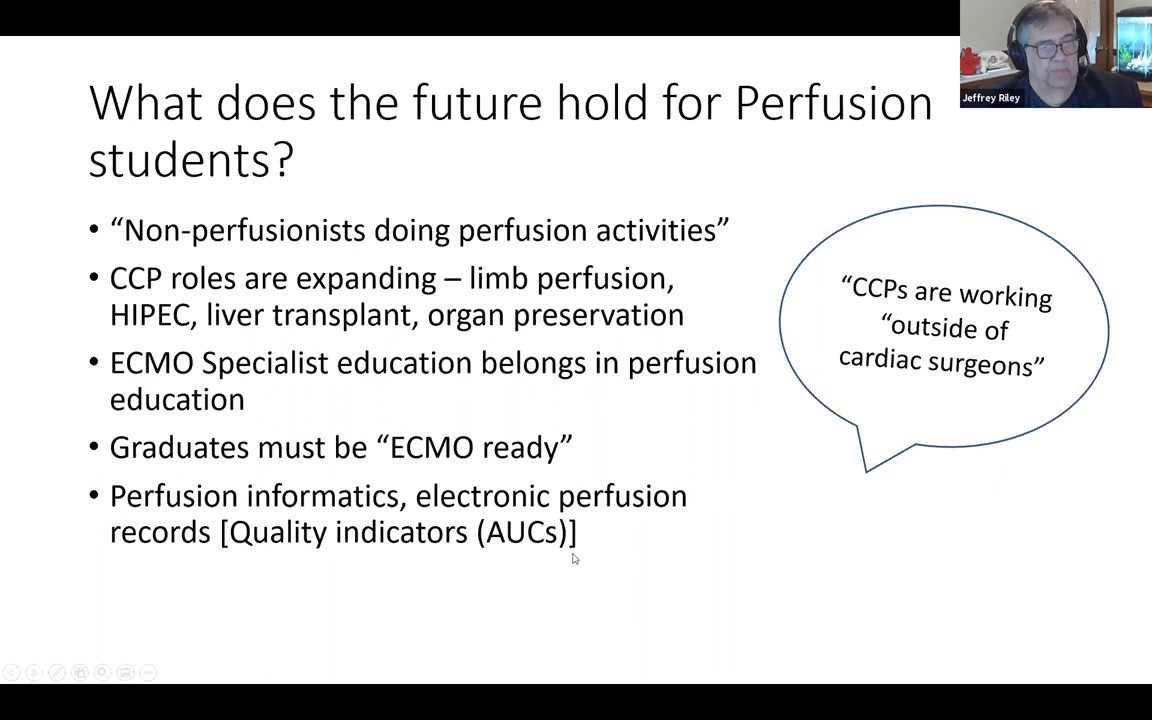 Jeffrey Riley
What does the future hold for Perfusion
students?
• “Non-perfusionists doing perfusion activities”
• CCP roles are expanding – limb perfusion,
HIPEC, liver transplant, organ preservation
• ECMO Specialist education belongs in perfusion
education
• Graduates must be “ECMO ready”
• Perfusion informatics, electronic perfusion
records [Quality indicators (AUCs)]
“CCPs are working
“outside of
cardiac surgeons”